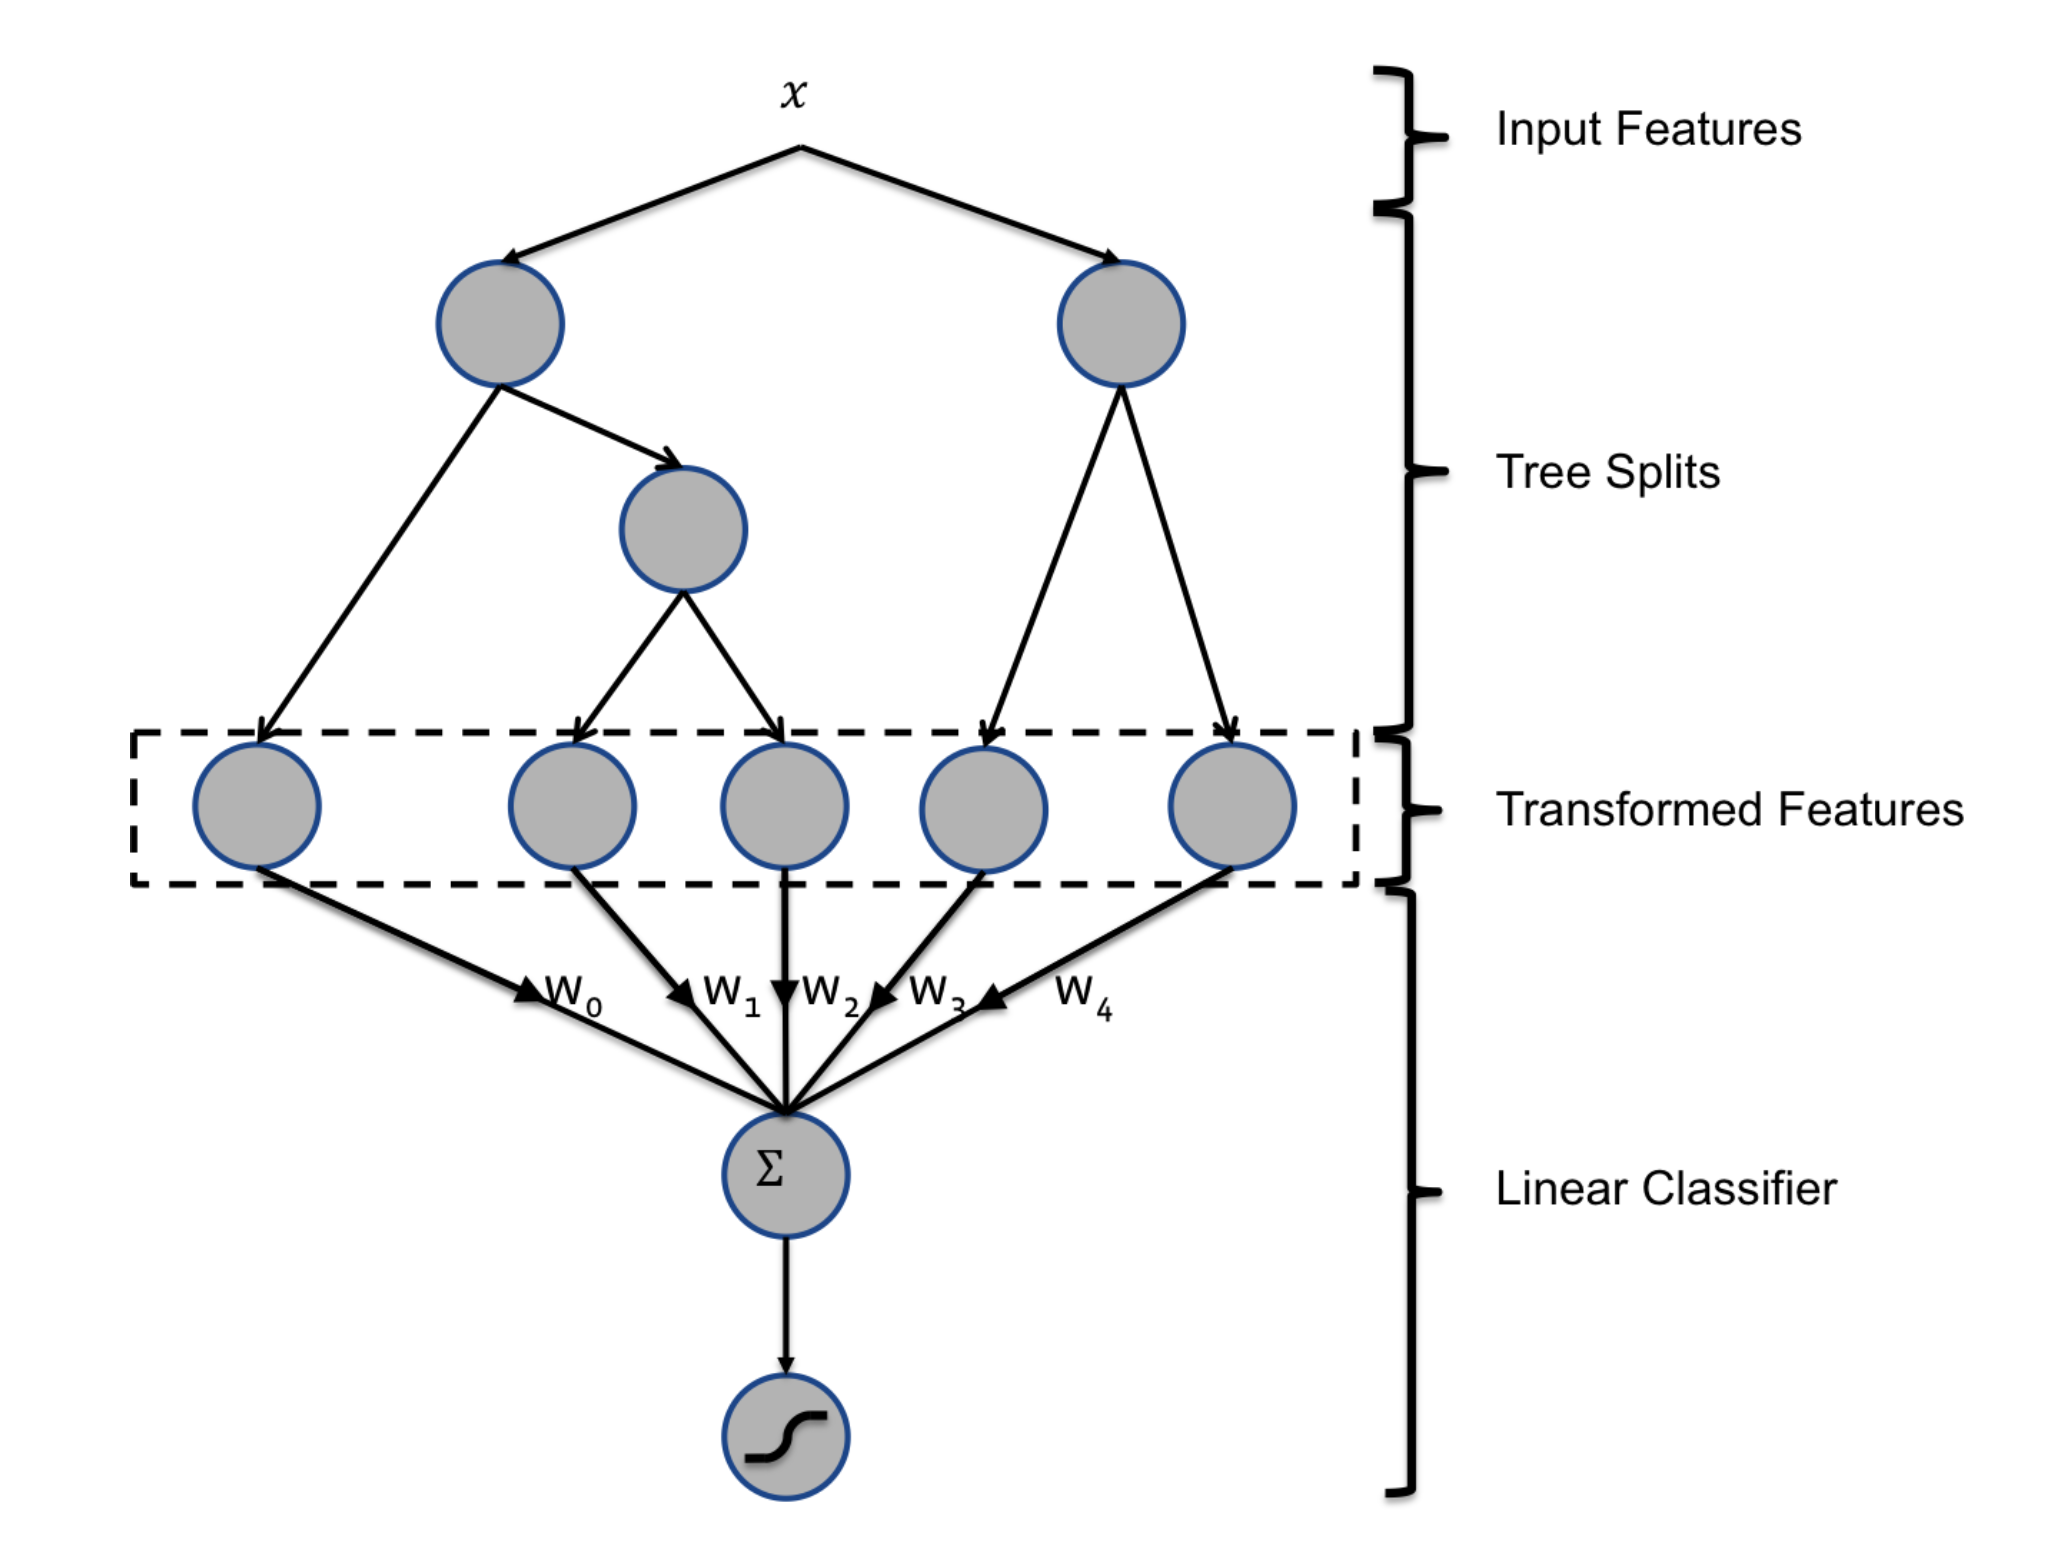 x
Input Features
Tree Splits
Transformed Features
W0 W1 W2 W3 W4
Σ
Linear Classifier